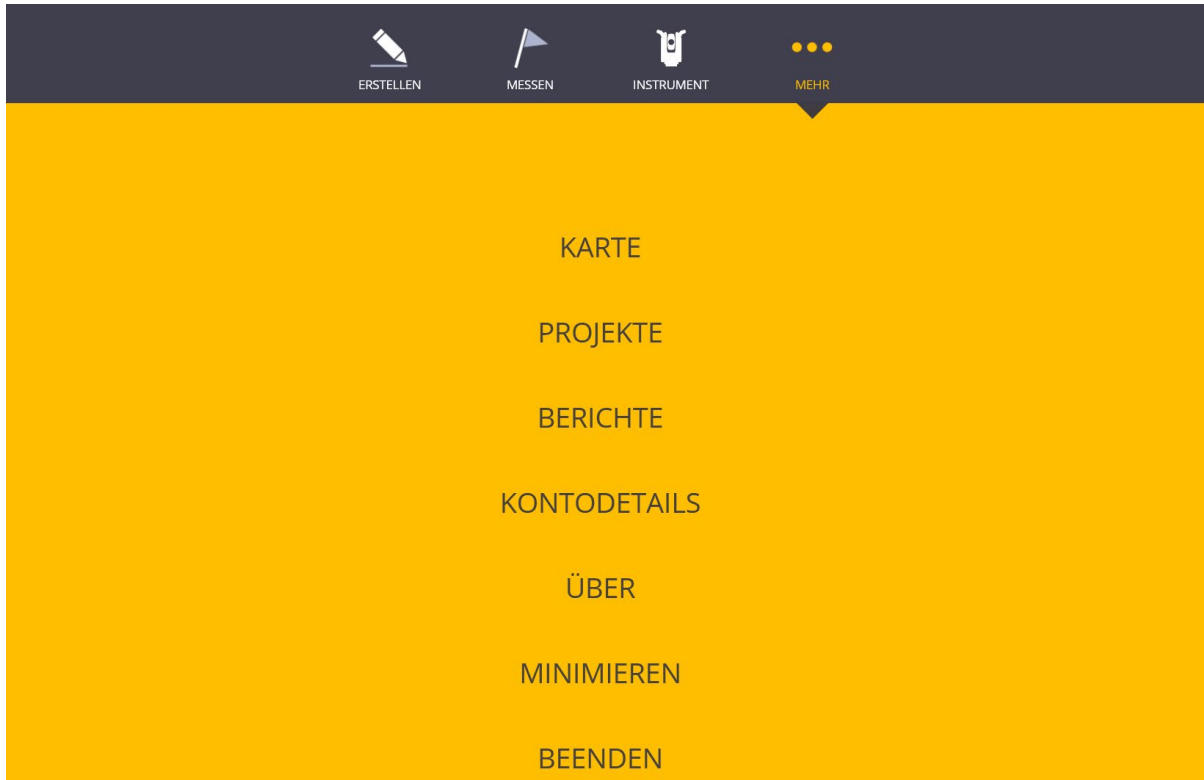 ERSTELLEN MESSEN INSTRUMENT MEHR
KARTE
PROJEKTE
BERICHTE
KONTODETAILS
ÜBER
MINIMIEREN
BEENDEN